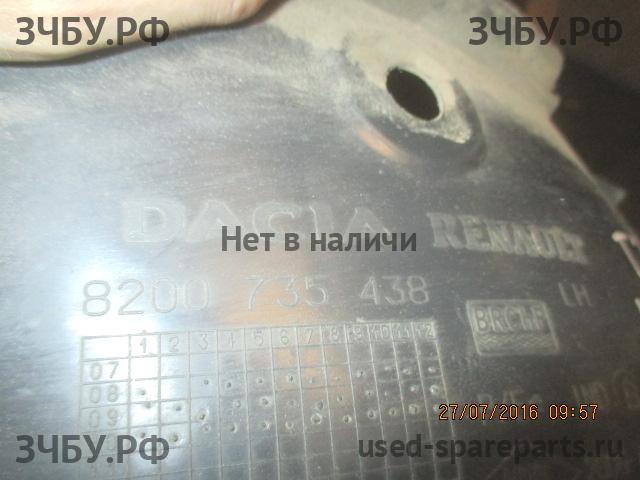 ЗЧБУ.РФ ЗЧБУ.РФ
DACIA RENAULT
Нет в наличи
8200 735 438 LH
1 2 3 4 5 6 7 8 9 10 11 12
07
08
09
27/07/2016 09:57
ЗЧБУ.РФ used-spareparts.ru